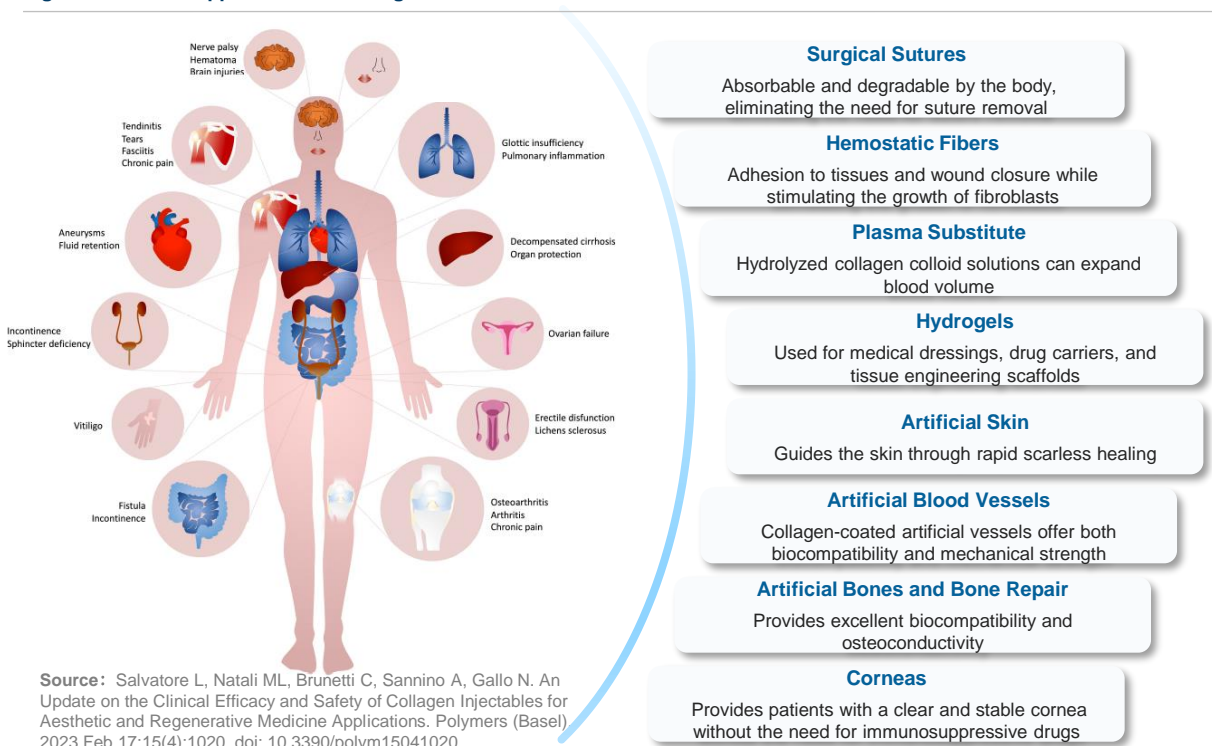 Nerve palsy
Hematoma
Brain injuries
Tendinitis
Tears
Fasciitis
Chronic pain
Glottic insufficiency
Pulmonary inflammation
Aneurysms
Fluid retention
Decompensated cirrhosis
Organ protection
Incontinence
Sphincter deficiency
Ovarian failure
Vitiligo
Erectile disfunction
Lichens sclerosus
Fistula
Incontinence
Osteoarthritis
Arthritis
Chronic pain
Source: Salvatore L, Natali ML, Brunetti C, Sannino A, Gallo N. An
Update on the Clinical Efficacy and Safety of Collagen Injectables for
Aesthetic and Regenerative Medicine Applications. Polymers (Basel)
2023 Feb 17;15(4):1020. doi: 10.3390/polym15041020
Surgical Sutures
Absorbable and degradable by the body,
eliminating the need for suture removal
Hemostatic Fibers
Adhesion to tissues and wound closure while
stimulating the growth of fibroblasts
Plasma Substitute
Hydrolyzed collagen colloid solutions can expand
blood volume
Hydrogels
Used for medical dressings, drug carriers, and
tissue engineering scaffolds
Artificial Skin
Guides the skin through rapid scarless healing
Artificial Blood Vessels
Collagen-coated artificial vessels offer both
biocompatibility and mechanical strength
Artificial Bones and Bone Repair
Provides excellent biocompatibility and
osteoconductivity
Corneas
Provides patients with a clear and stable cornea
without the need for immunosuppressive drugs